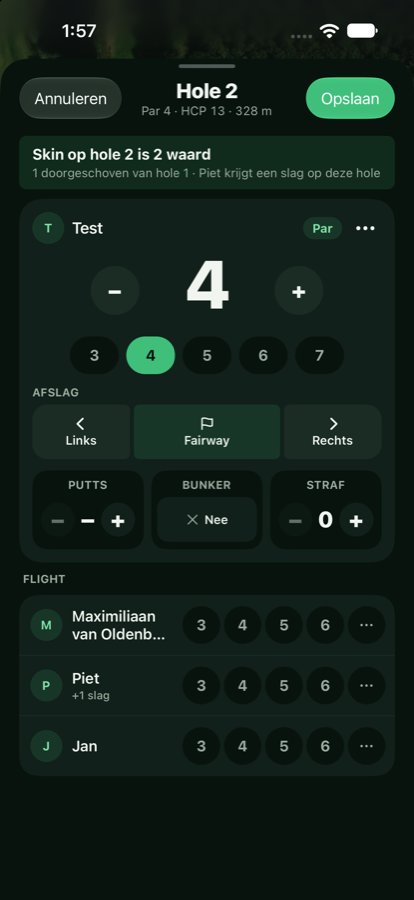 1:57
Annuleren
Hole 2
Opslaan
Par 4 · HCP 13 · 328 m
Skin op hole 2 is 2 waard
1 doorgeschoven van hole 1 · Piet krijgt een slag op deze hole
T Test Par •••
− 4 +
3 4 5 6 7
AFSLAG
Links Fairway Rechts
PUTTS BUNKER STRAF
− – + × Nee − 0 +
FLIGHT
M Maximiliaan van Oldenb... 3 4 5 6 ···
P Piet 3 4 5 6 ···
+1 slag
J Jan 3 4 5 6 ···